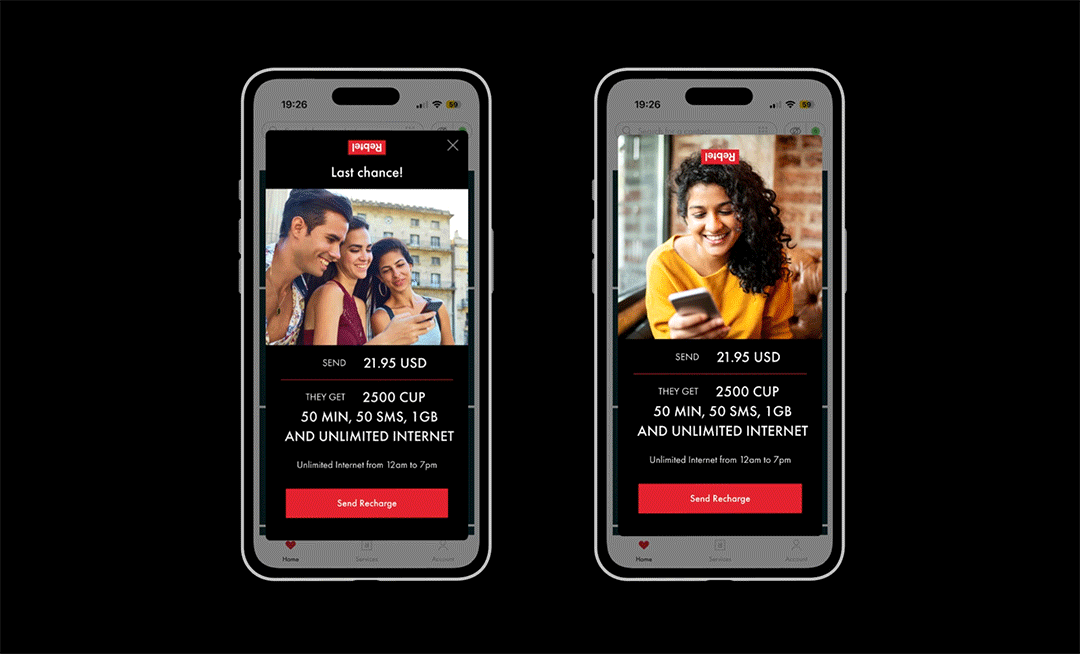 19:26
59
Rebtel
Last chance!
SEND 21.95 USD
THEY GET 2500 CUP
50 MIN, 50 SMS, 1GB
AND UNLIMITED INTERNET
Unlimited Internet from 12am to 7pm
Send Recharge
Home Services Account
19:26
59
Search for a contact
Rebtel
SEND 21.95 USD
THEY GET 2500 CUP
50 MIN, 50 SMS, 1GB
AND UNLIMITED INTERNET
Unlimited Internet from 12am to 7pm
Send Recharge
Home Services Account